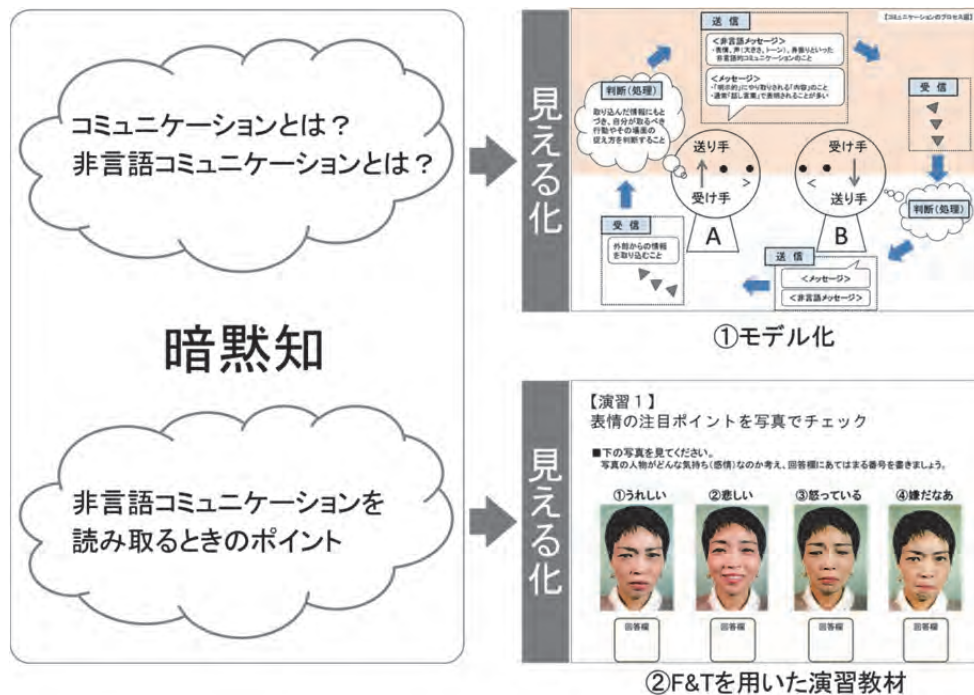 コミュニケーションとは?
非言語コミュニケーションとは?
暗黙知
非言語コミュニケーションを
読み取るときのポイント
見える化
【コミュニケーションのプロセス図】
送 信
<非言語メッセージ>
・表情、声(大きさ、トーン)、身振りといった
非言語的コミュニケーションのこと
<メッセージ>
・「明示的」にやり取りされる「内容」のこと
・通常「話し言葉」で表現されることが多い
判断(処理)
取り込んだ情報にもと
づき、自分が取るべき
行動やその場面の
捉え方を判断すること
受 信
送り手
受け手
A
受け手
送り手
B
判断(処理)
受 信
外部からの情報
を取り込むこと
送 信
<メッセージ>
<非言語メッセージ>
①モデル化
見える化
【演習1】
表情の注目ポイントを写真でチェック
■下の写真を見てください。
写真の人物がどんな気持ち(感情)なのか考え、回答欄にあてはまる番号を書きましょう。
①うれしい ②悲しい ③怒っている ④嫌だなあ
回答欄 回答欄 回答欄 回答欄
②F&Tを用いた演習教材